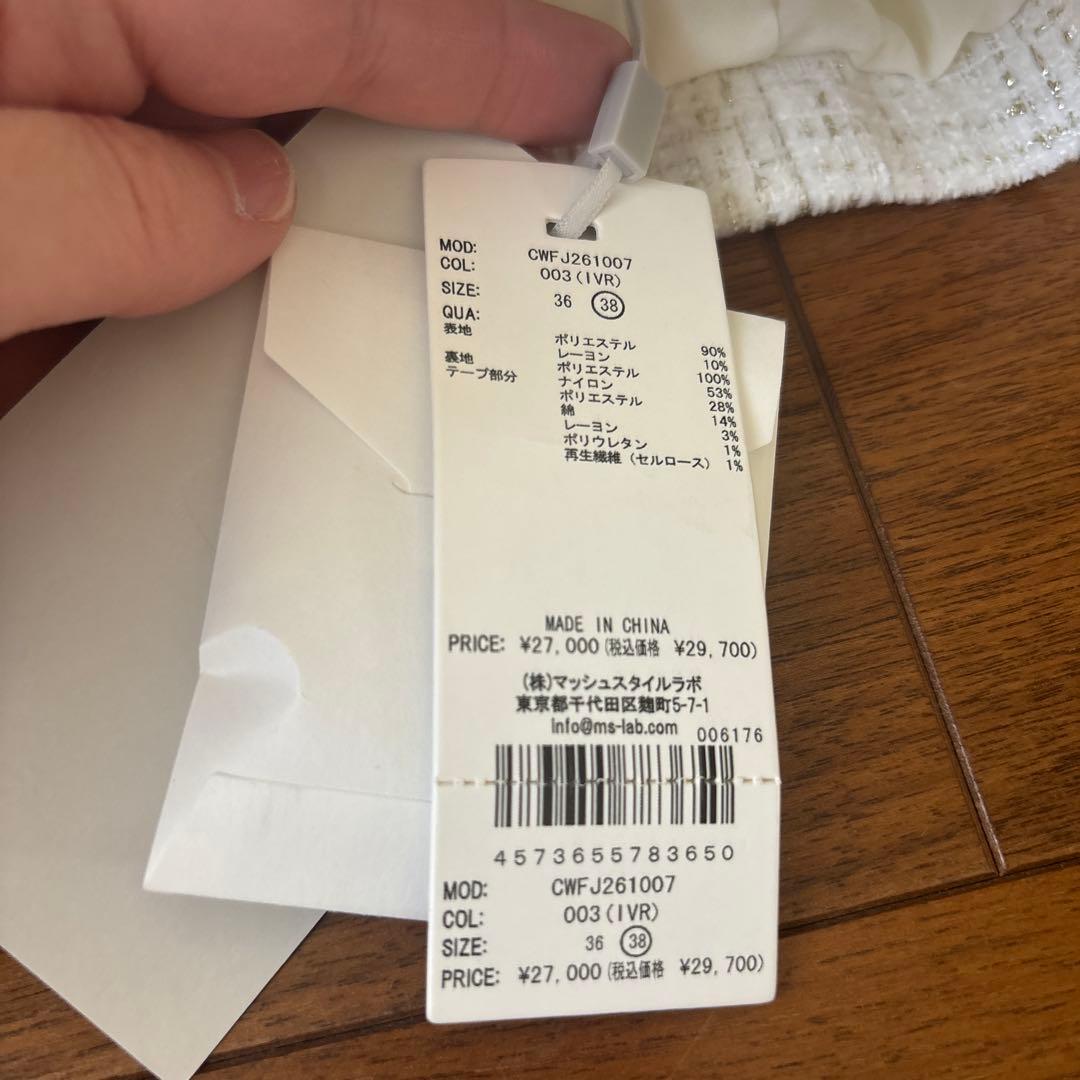 MOD: CWFJ261007
COL: 003(IVR)
SIZE: 36 38
QUA:
表地 ポリエステル 90%
レーヨン 10%
裏地 ポリエステル 100%
テープ部分 ナイロン 53%
ポリエステル 28%
綿 14%
レーヨン 3%
ポリウレタン 1%
再生繊維（セルロース） 1%
MADE IN CHINA
PRICE: ¥27,000(税込価格 ¥29,700)
(株)マッシュスタイルラボ
東京都千代田区麹町5-7-1
info@ms-lab.com
006176
4573655783650
MOD: CWFJ261007
COL: 003(IVR)
SIZE: 36 38
PRICE: ¥27,000(税込価格 ¥29,700)